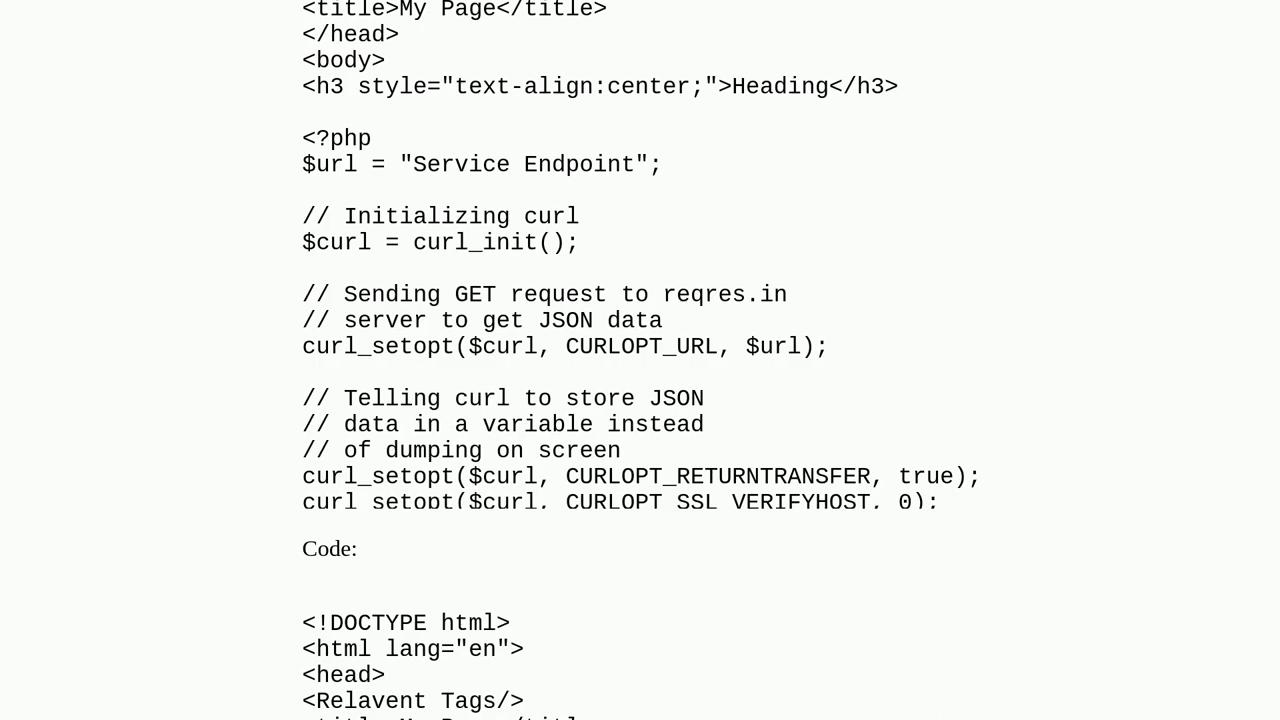 <title>My Page</title>
</head>
<body>
<h3 style="text-align:center;">Heading</h3>
<?php
$url = "Service Endpoint";
// Initializing curl
$curl = curl_init();
// Sending GET request to reqres.in
// server to get JSON data
curl_setopt($curl, CURLOPT_URL, $url);
// Telling curl to store JSON
// data in a variable instead
// of dumping on screen
curl_setopt($curl, CURLOPT_RETURNTRANSFER, true);
curl_setopt($curl, CURLOPT_SSL_VERIFYHOST, 0);
Code:
<!DOCTYPE html>
<html lang="en">
<head>
<Relavent Tags/>